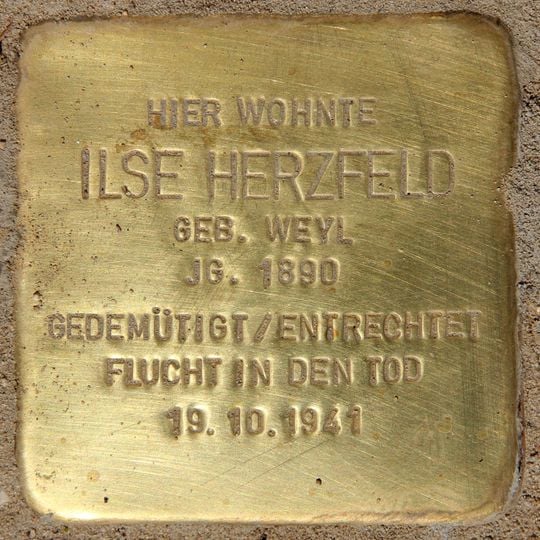 HIER WOHNTE
ILSE HERZFELD
GEB. WEYL
JG. 1890
GEDEMÜTIGT/ENTRECHTET
FLUCHT IN DEN TOD
19.10.1941